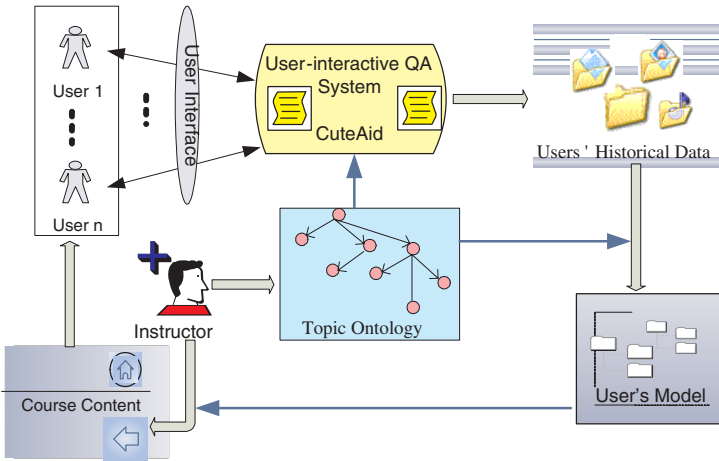 User 1
User n
User Interface
User-interactive QA
System
CuteAid
Users ' Historical Data
Instructor
Topic Ontology
Course Content
User's Model